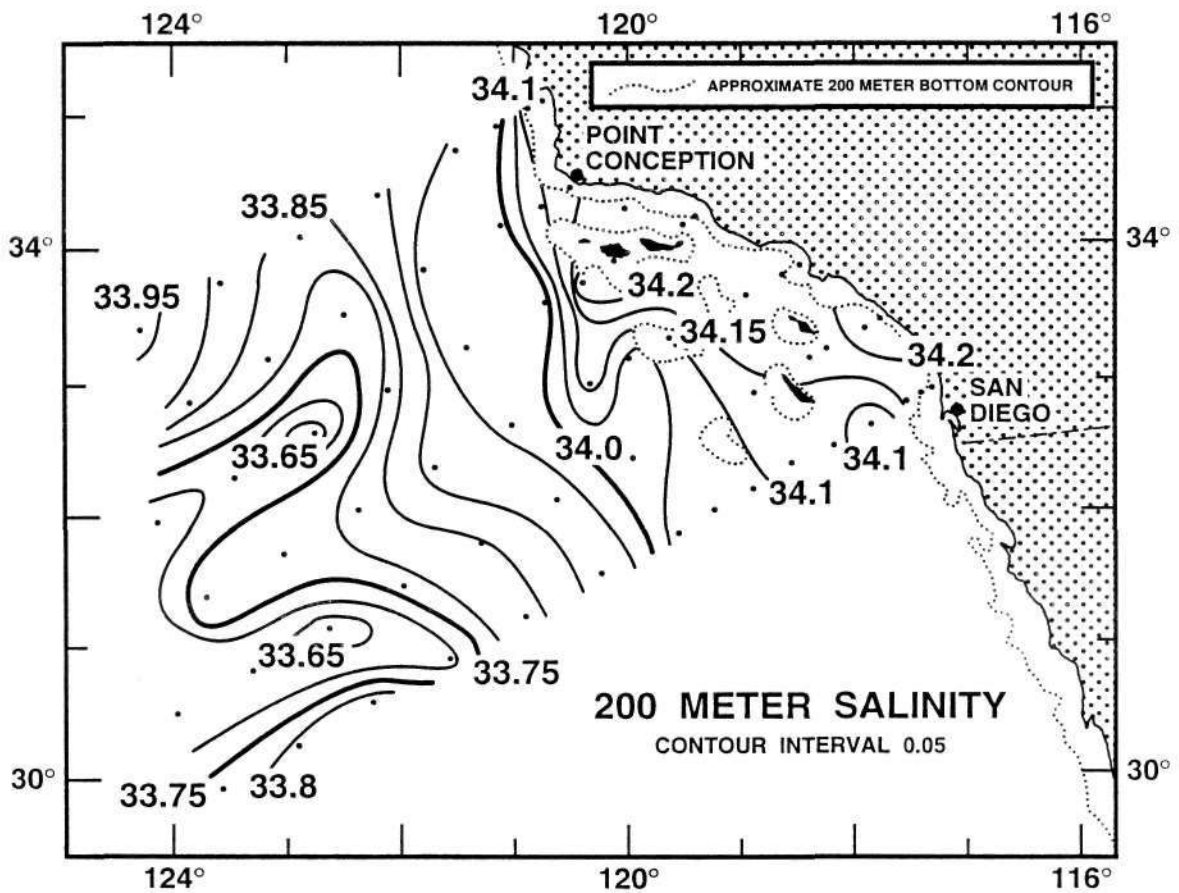 124° 120° 116°
APPROXIMATE 200 METER BOTTOM CONTOUR
34.1
POINT
CONCEPTION
33.85
34° 34°
33.95
34.2
34.15
34.2
SAN
DIEGO
33.65
34.0
34.1
34.1
33.65
33.75
200 METER SALINITY
CONTOUR INTERVAL 0.05
30° 30°
33.75 33.8
124° 120° 116°